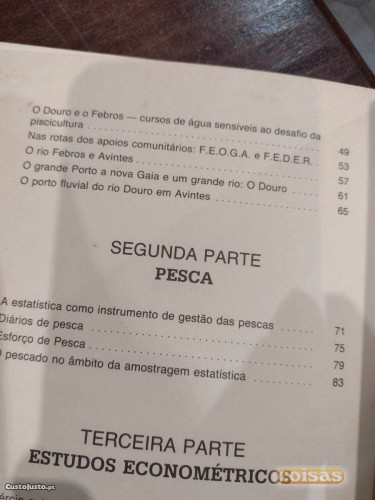 O Douro e o Febros — cursos de água sensíveis ao desafio da
piscicultura . . . . . . . . . . 49
Nas rotas dos apoios comunitários: F.E.O.G.A. e F.E.D.E.R. . 53
O rio Febros e Avintes . . . . . . . . . . 57
O grande Porto a nova Gaia e um grande rio: O Douro . . . . 61
O porto fluvial do rio Douro em Avintes . . . . . . . . . . 65
SEGUNDA PARTE
PESCA
A estatística como instrumento de gestão das pescas . . . . . 71
Diários de pesca . . . . . . . . . . 75
Esforço de Pesca . . . . . . . . . . 79
O pescado no âmbito da amostragem estatística . . . . . . . . 83
TERCEIRA PARTE
ESTUDOS ECONOMÉTRICOS
CustoJusto.pt
coisas